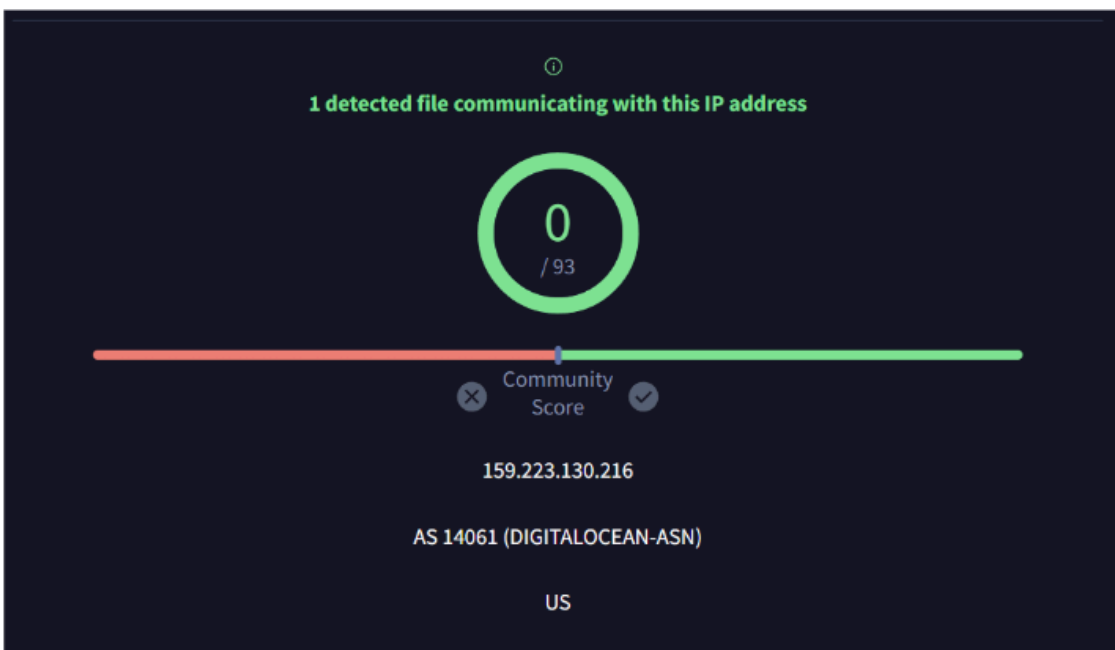 1 detected file communicating with this IP address
0
/ 93
Community
Score
159.223.130.216
AS 14061 (DIGITALOCEAN-ASN)
US